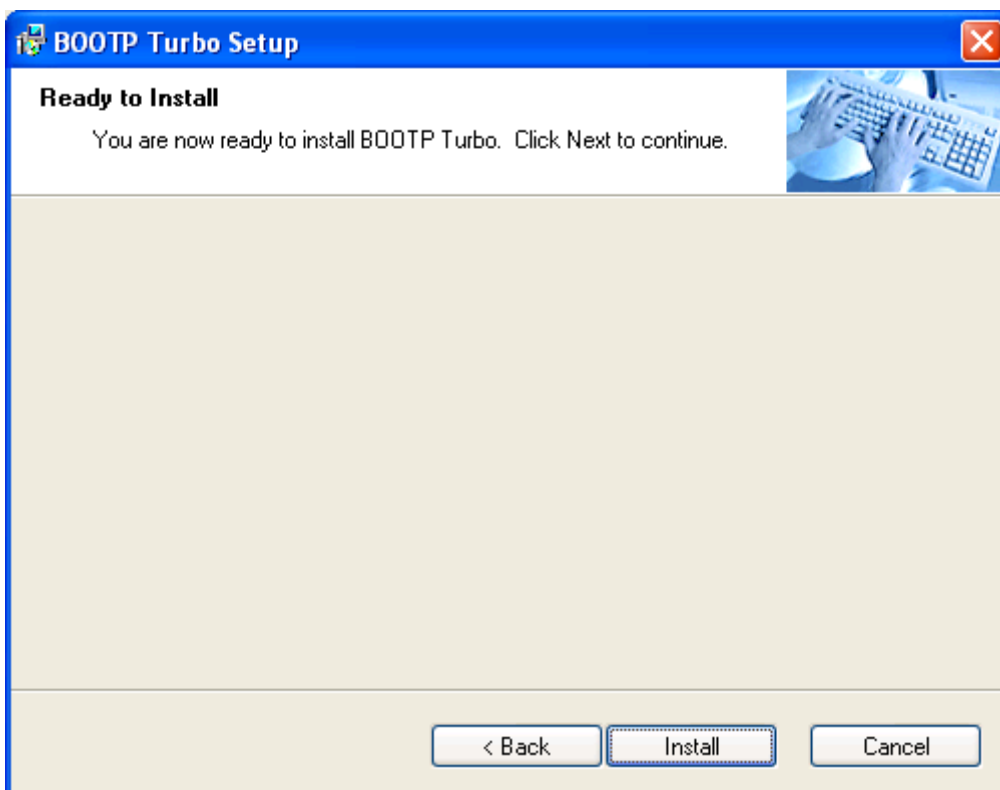 BOOTP Turbo Setup
Ready to Install
You are now ready to install BOOTP Turbo.  Click Next to continue.
< Back
Install
Cancel